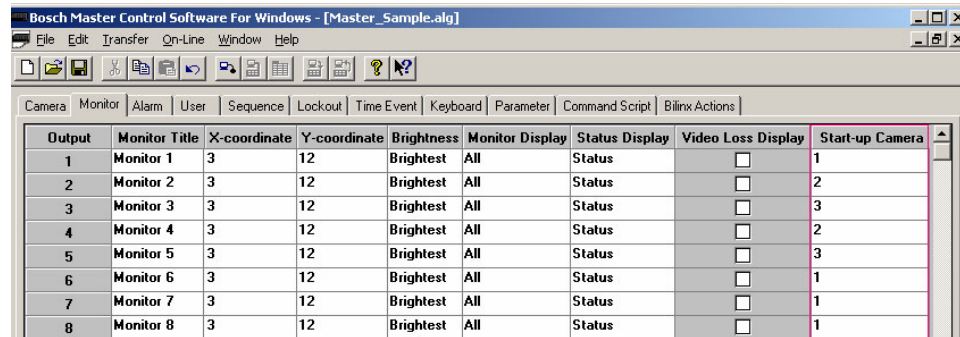 Bosch Master Control Software For Windows - [Master_Sample.alg]
File Edit Transfer On-Line Window Help
Camera Monitor Alarm User Sequence Lockout Time Event Keyboard Parameter Command Script Bilinx Actions
Output Monitor Title X-coordinate Y-coordinate Brightness Monitor Display Status Display Video Loss Display Start-up Camera
1 Monitor 1 3 12 Brightest All Status 1
2 Monitor 2 3 12 Brightest All Status 2
3 Monitor 3 3 12 Brightest All Status 3
4 Monitor 4 3 12 Brightest All Status 2
5 Monitor 5 3 12 Brightest All Status 3
6 Monitor 6 3 12 Brightest All Status 1
7 Monitor 7 3 12 Brightest All Status 1
8 Monitor 8 3 12 Brightest All Status 1